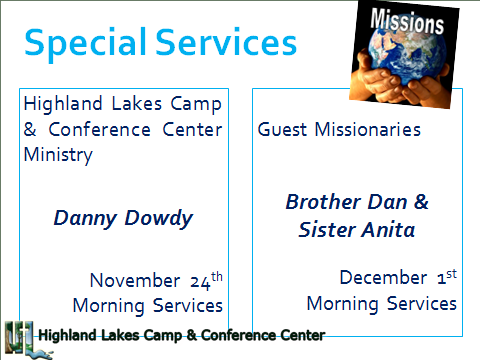 Special Services
Missions
Highland Lakes Camp
& Conference Center
Ministry
Danny Dowdy
November 24th
Morning Services
Guest Missionaries
Brother Dan &
Sister Anita
December 1st
Morning Services
Highland Lakes Camp & Conference Center